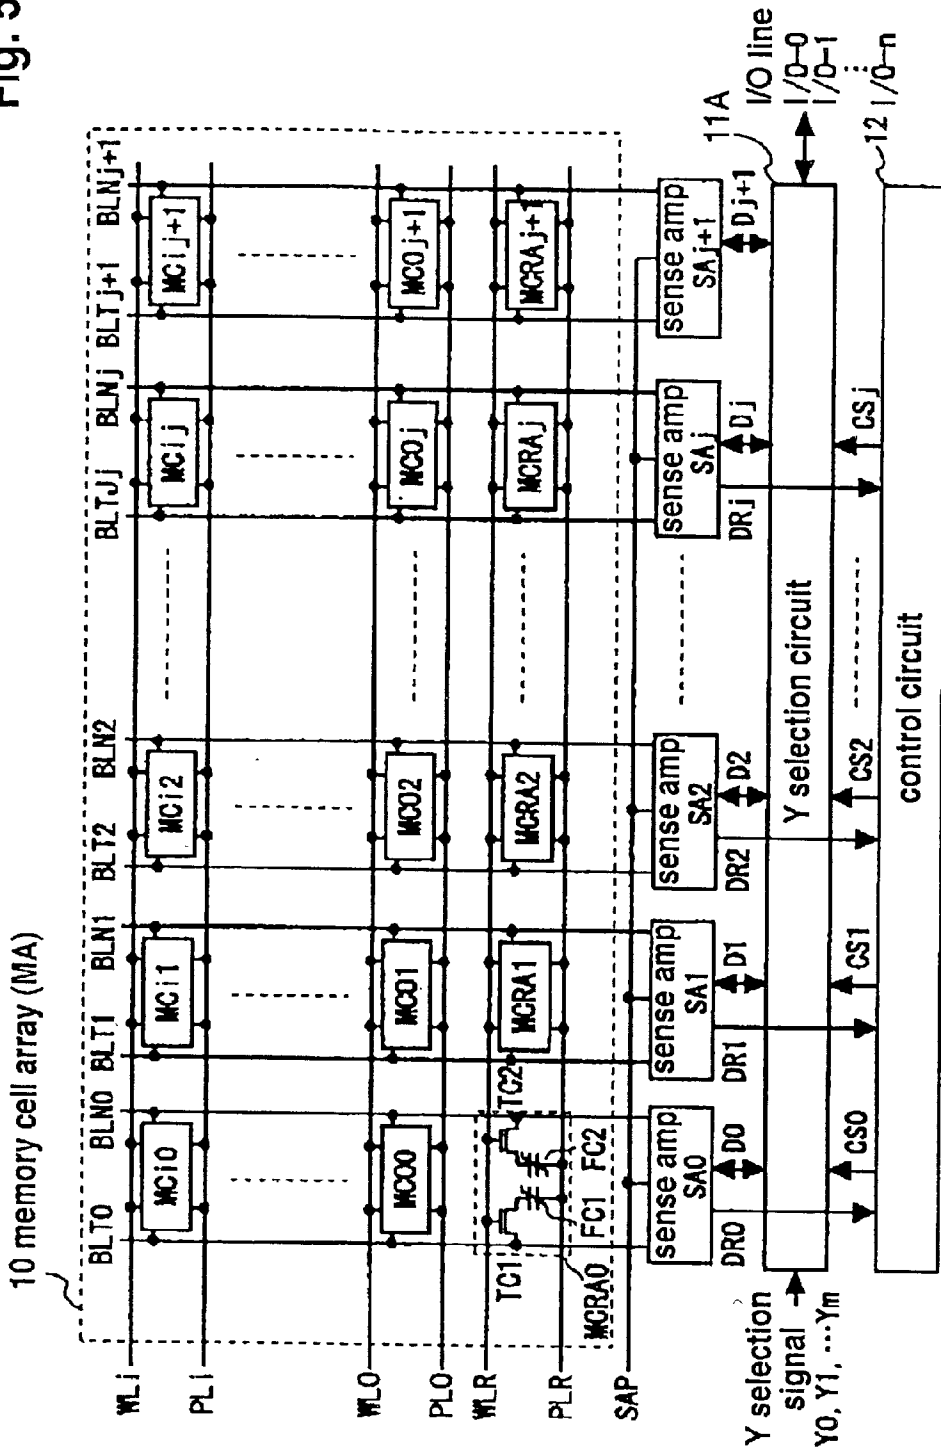 Fig. 5
10 memory cell array (MA)
BLT0 BLN0 BLT1 BLN1 BLT2 BLN2 BLTJj BLNj BLTj+1 BLNj+1
WLi
MCi0 MCi1 MCi2 MCij MCij+1
PLi
WL0
MC00 MC01 MC02 MC0j MC0j+1
PL0
WLR
TC1 TC2
FC1 FC2
MCRA0 MCRA1 MCRA2 MCRAj MCRAj+1
PLR
SAP
sense amp SA0
sense amp SA1
sense amp SA2
sense amp SAj
sense amp SAj+1
DR0 D0 DR1 D1 DR2 D2 DRj Dj Dj+1
11A
Y selection signal
Y0, Y1, ···Ym
Y selection circuit
I/O line
I/O-0
I/O-1
I/O-n
CS0 CS1 CS2 CSj
12
control circuit